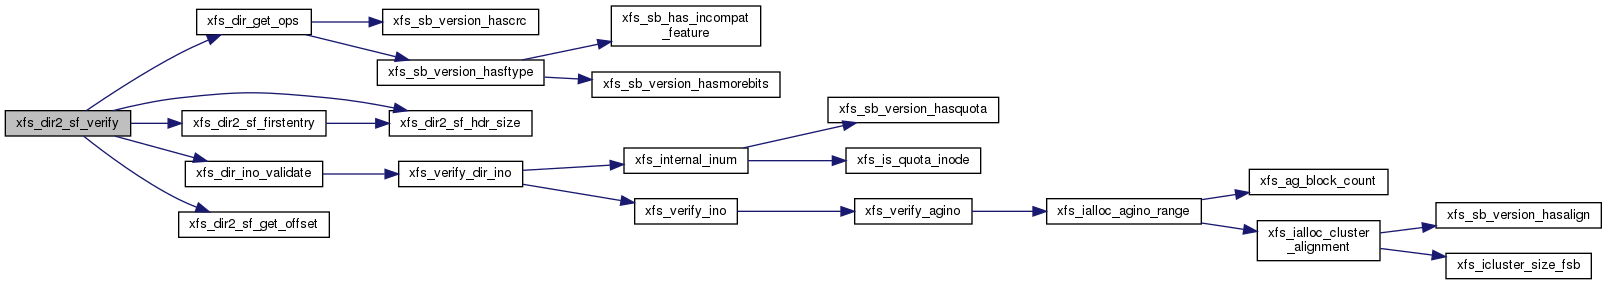 xfs_dir2_sf_verify
xfs_dir_get_ops
xfs_sb_version_hascrc
xfs_sb_version_hasftype
xfs_sb_has_incompat
_feature
xfs_sb_version_hasmorebits
xfs_dir2_sf_firstentry
xfs_dir2_sf_hdr_size
xfs_dir_ino_validate
xfs_verify_dir_ino
xfs_internal_inum
xfs_sb_version_hasquota
xfs_is_quota_inode
xfs_verify_ino
xfs_verify_agino
xfs_ialloc_agino_range
xfs_ag_block_count
xfs_ialloc_cluster
_alignment
xfs_sb_version_hasalign
xfs_icluster_size_fsb
xfs_dir2_sf_get_offset